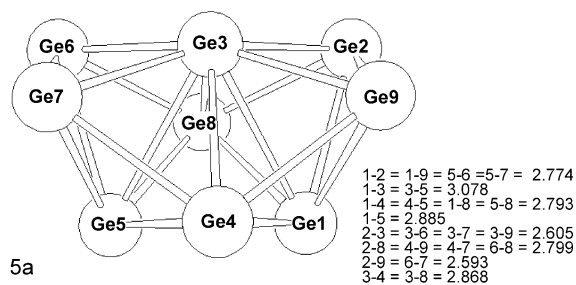 Ge6
Ge3
Ge2
Ge7
Ge9
Ge8
Ge5
Ge4
Ge1
1-2 = 1-9 = 5-6 =5-7 = 2.774
1-3 = 3-5 = 3.078
1-4 = 4-5 = 1-8 = 5-8 = 2.793
1-5 = 2.885
2-3 = 3-6 = 3-7 = 3-9 = 2.605
2-8 = 4-9 = 4-7 = 6-8 = 2.799
2-9 = 6-7 = 2.593
3-4 = 3-8 = 2.868
5a